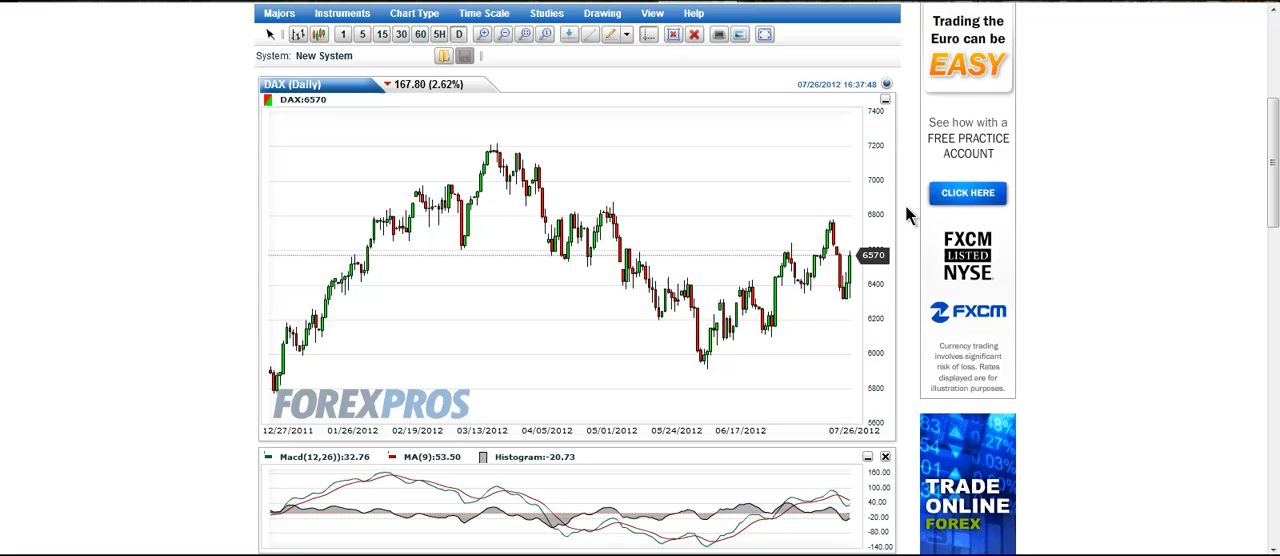 Majors Instruments Chart Type Time Scale Studies Drawing View Help
1 5 15 30 60 5H D
System: New System
DAX (Daily) 167.80 (2.62%) 07/26/2012 16:37:48
DAX:6570
7400
7200
7000
6800
6570
6400
6200
6000
5800
5600
FOREXPROS
12/27/2011 01/26/2012 02/19/2012 03/13/2012 04/05/2012 05/01/2012 05/24/2012 06/17/2012 07/26/2012
Macd(12,26)):32.76 MA(9):53.50 Histogram:-20.73
160.00
100.00
40.00
-20.00
-80.00
-140.00
Trading the
Euro can be
EASY
See how with a
FREE PRACTICE
ACCOUNT
CLICK HERE
FXCM
LISTED
NYSE
FXCM
Currency trading
involves significant
risk of loss. Rates
displayed are for
illustration purposes.
TRADE
ONLINE
FOREX